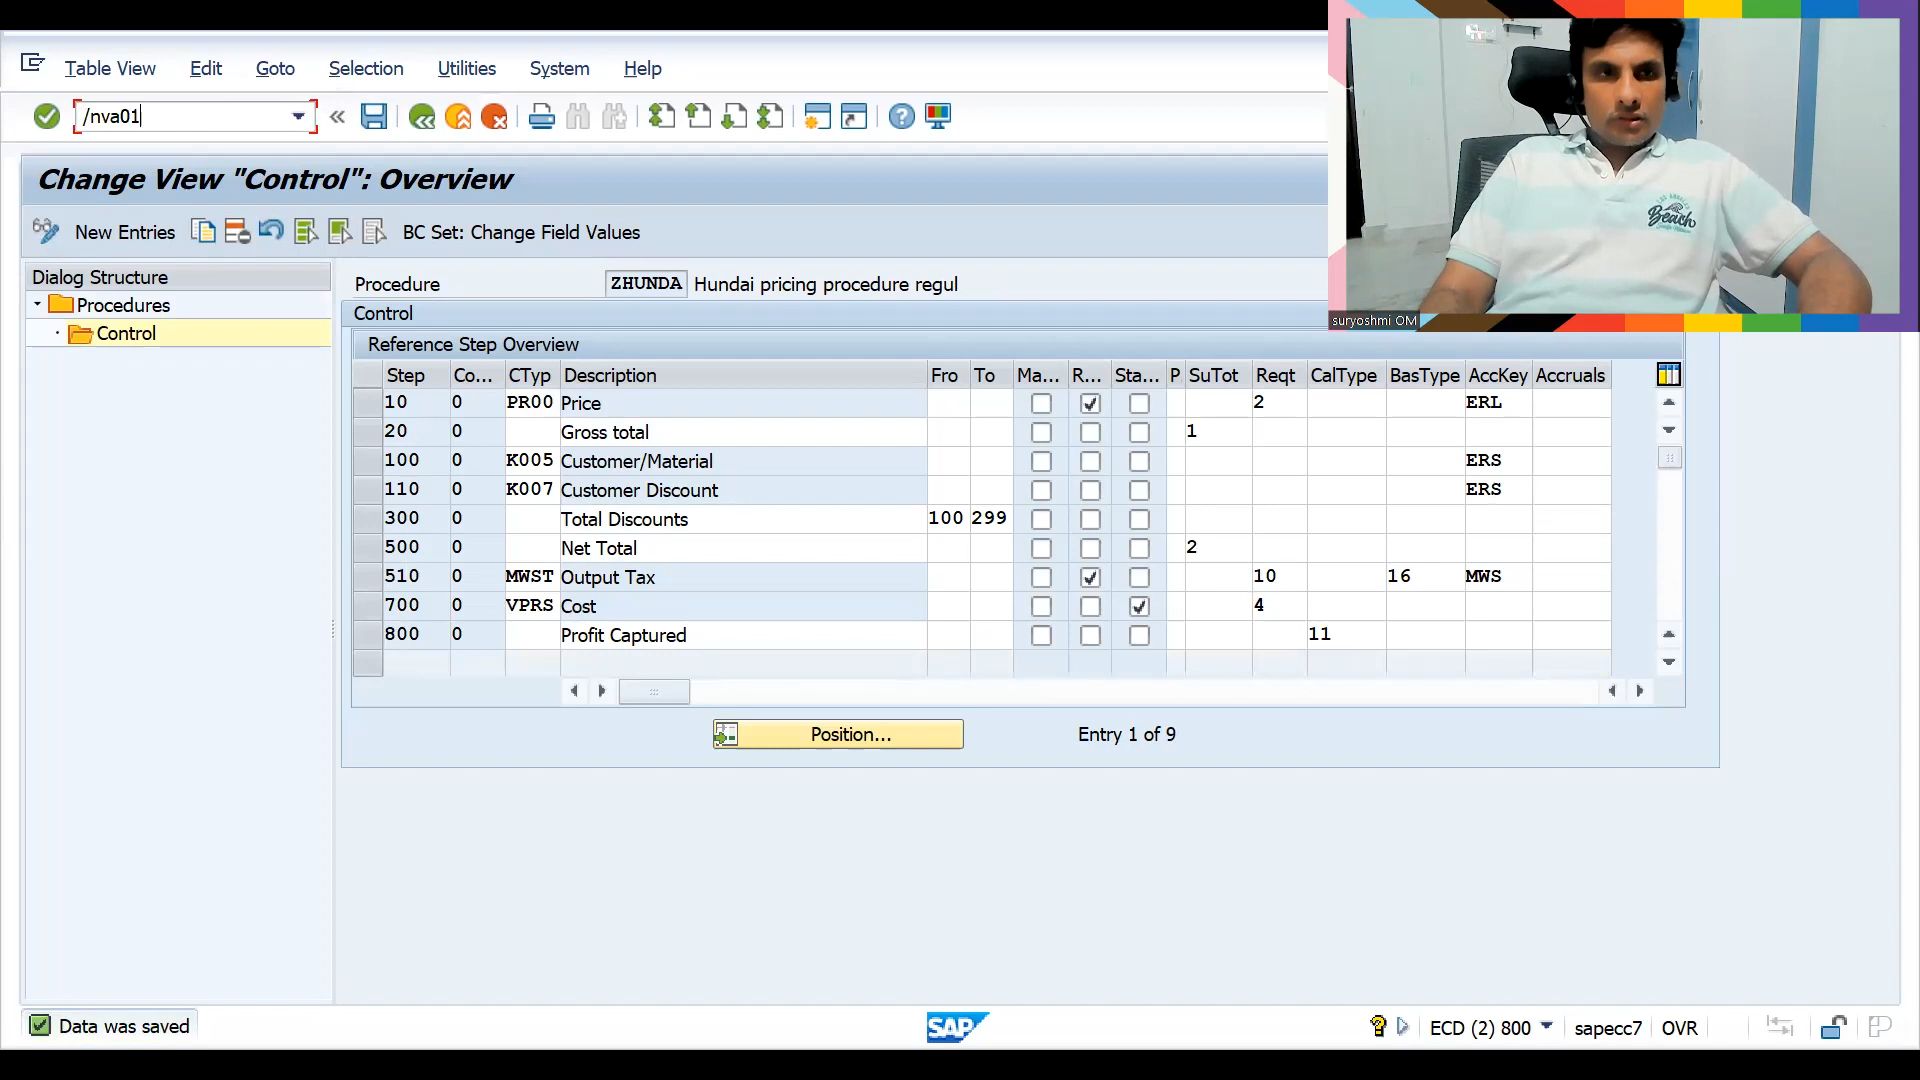 Table View Edit Goto Selection Utilities System Help
/nva01
Change View "Control": Overview
New Entries BC Set: Change Field Values
Dialog Structure
Procedures
Control
Procedure ZHUNDA Hundai pricing procedure regul
Control
Reference Step Overview
Step Co... CTyp Description Fro To Ma... R... Sta... P SuTot Reqt CalType BasType AccKey Accruals
10 0 PR00 Price 2 ERL
20 0 Gross total 1
100 0 K005 Customer/Material ERS
110 0 K007 Customer Discount ERS
300 0 Total Discounts 100 299
500 0 Net Total 2
510 0 MWST Output Tax 10 16 MWS
700 0 VPRS Cost 4
800 0 Profit Captured 11
Position... Entry 1 of 9
Data was saved
SAP
ECD (2) 800 sapecc7 OVR
Beach
suryoshmi OM